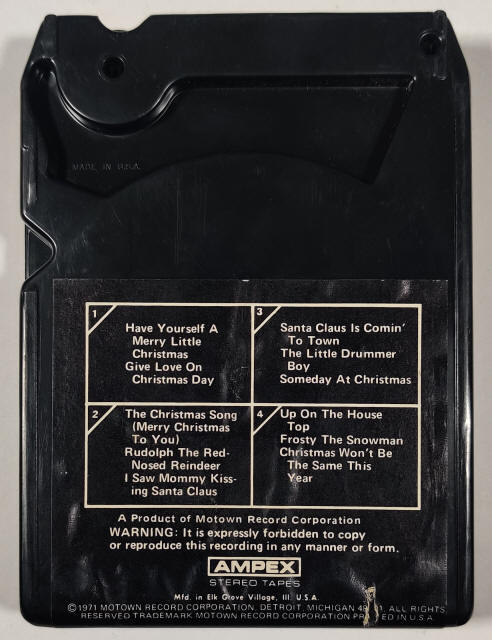 MADE IN U.S.A.
1
Have Yourself A
Merry Little
Christmas
Give Love On
Christmas Day
3
Santa Claus Is Comin'
To Town
The Little Drummer
Boy
Someday At Christmas
2
The Christmas Song
(Merry Christmas
To You)
Rudolph The Red-
Nosed Reindeer
I Saw Mommy Kiss-
ing Santa Claus
4
Up On The House
Top
Frosty The Snowman
Christmas Won't Be
The Same This
Year
A Product of Motown Record Corporation
WARNING: It is expressly forbidden to copy
or reproduce this recording in any manner or form.
AMPEX
STEREO TAPES
Mfd. in Elk Grove Village, Ill. U.S.A.
©1971 MOTOWN RECORD CORPORATION, DETROIT, MICHIGAN ALL RIGHTS
RESERVED TRADEMARK MOTOWN RECORD CORPORATION IN U.S.A.